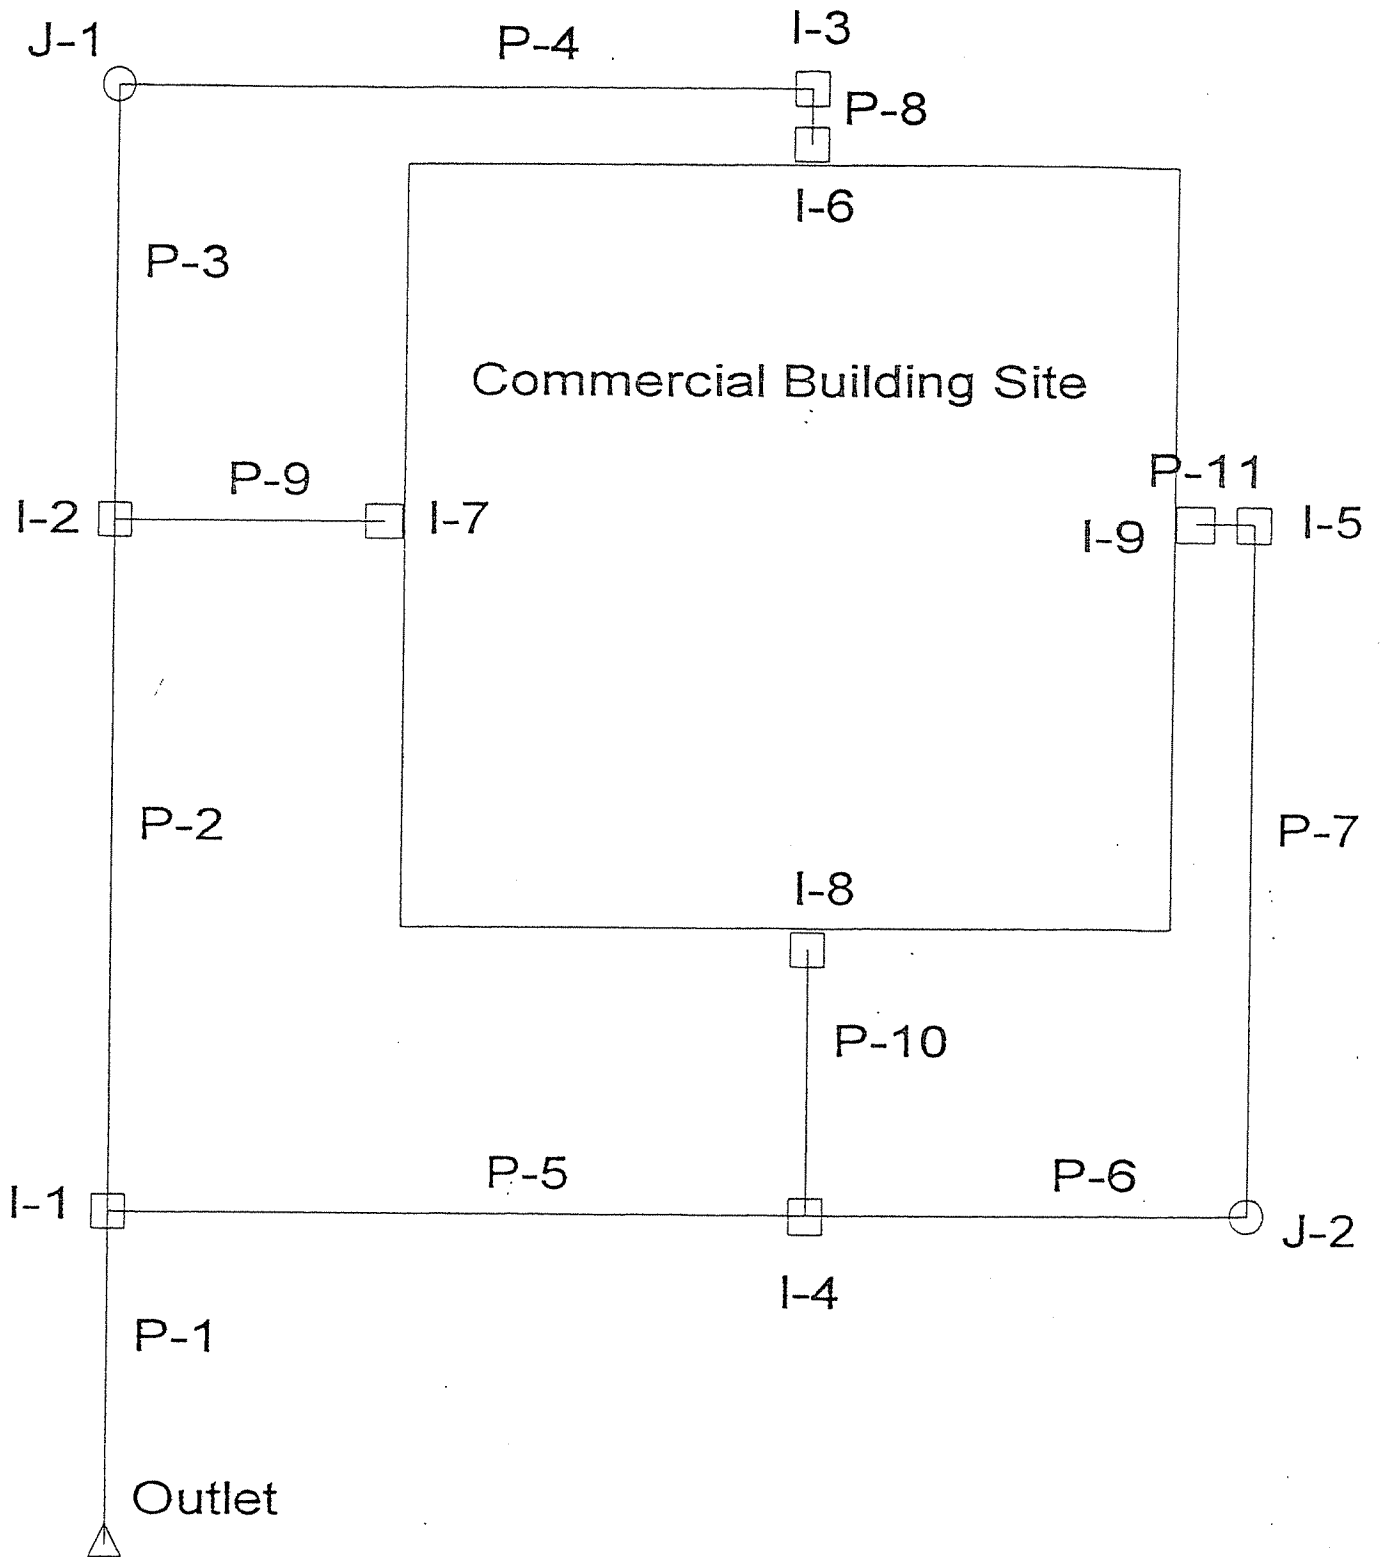 J-1
P-4
I-3
P-8
I-6
P-3
Commercial Building Site
P-9
P-11
I-2
I-7
I-9
I-5
P-2
P-7
I-8
P-10
P-5
P-6
I-1
J-2
I-4
P-1
Outlet